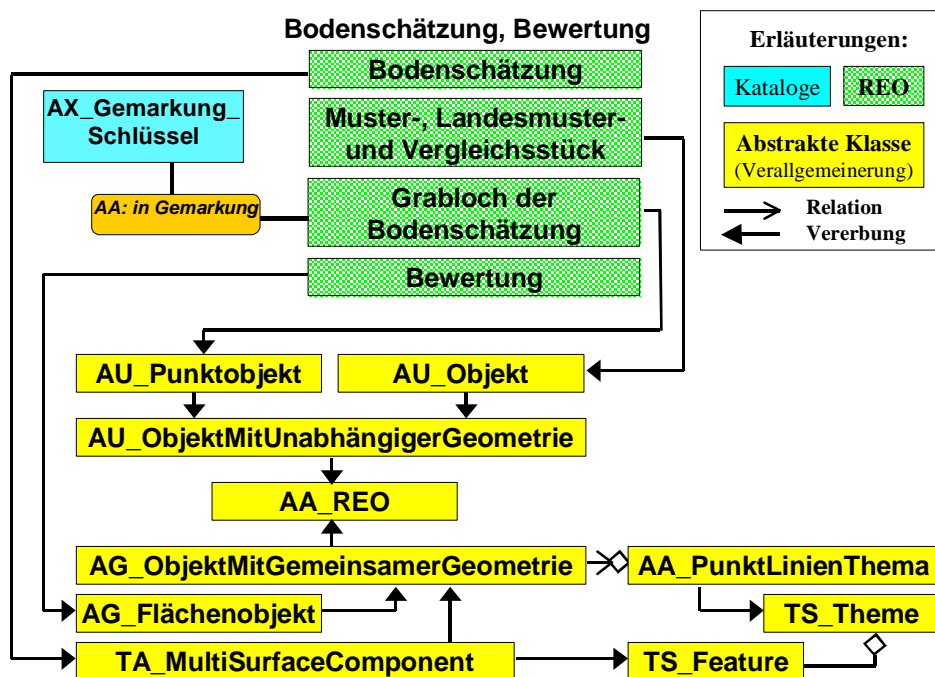 Bodenschätzung, Bewertung
Bodenschätzung
AX_Gemarkung_
Schlüssel
Muster-, Landesmuster-
und Vergleichsstück
AA: in Gemarkung
Grabloch der
Bodenschätzung
Bewertung
Erläuterungen:
Kataloge
REO
Abstrakte Klasse
(Verallgemeinerung)
Relation
Vererbung
AU_Punktobjekt
AU_Objekt
AU_ObjektMitUnabhängigerGeometrie
AA_REO
AG_ObjektMitGemeinsamerGeometrie
AA_PunktLinienThema
AG_Flächenobjekt
TS_Theme
TA_MultiSurfaceComponent
TS_Feature